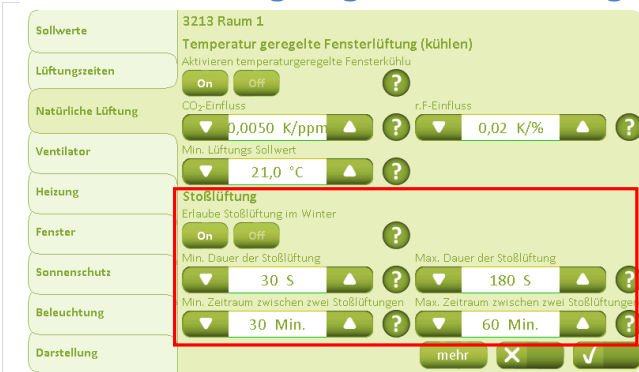 3213 Raum 1
Temperatur geregelte Fensterlüftung (kühlen)
Sollwerte
Lüftungszeiten
Natürliche Lüftung
Ventilator
Heizung
Fenster
Sonnenschutz
Beleuchtung
Darstellung
Aktivieren temperaturgeregelte Fensterkühlu
On Off ?
CO₂-Einfluss r.F-Einfluss
0,0050 K/ppm ? 0,02 K/% ?
Min. Lüftungs Sollwert
21,0 °C ?
Stoßlüftung
Erlaube Stoßlüftung im Winter
On Off ?
Min. Dauer der Stoßlüftung Max. Dauer der Stoßlüftung
30 S ? 180 S ?
Min. Zeitraum zwischen zwei Stoßlüftungen Max. Zeitraum zwischen zwei Stoßlüftungen
30 Min. ? 60 Min. ?
mehr